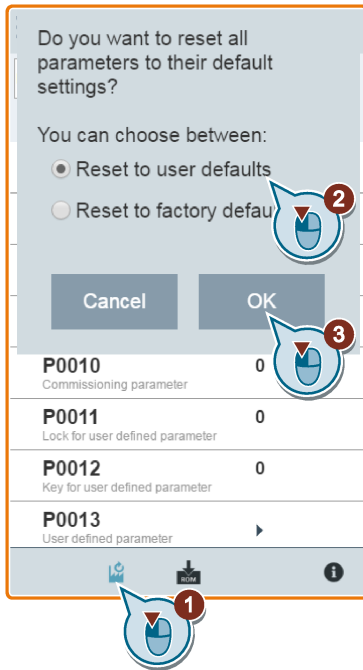 Do you want to reset all
parameters to their default
settings?
You can choose between:
Reset to user defaults
2
Reset to factory defau
Cancel
OK
3
P0010 0
Commissioning parameter
P0011 0
Lock for user defined parameter
P0012 0
Key for user defined parameter
P0013
User defined parameter
ROM
i
1